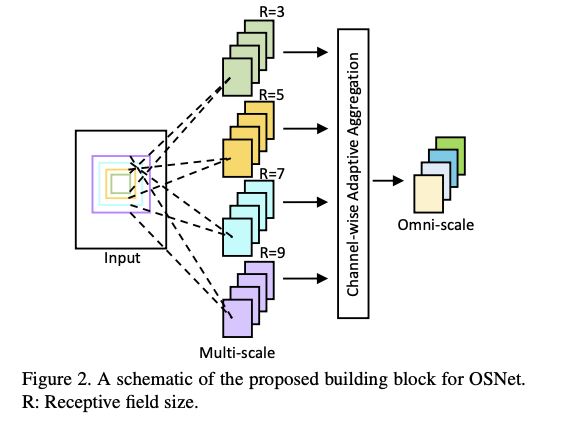 R=3
R=5
R=7
R=9
Input
Multi-scale
Channel-wise Adaptive Aggregation
Omni-scale
Figure 2. A schematic of the proposed building block for OSNet.
R: Receptive field size.